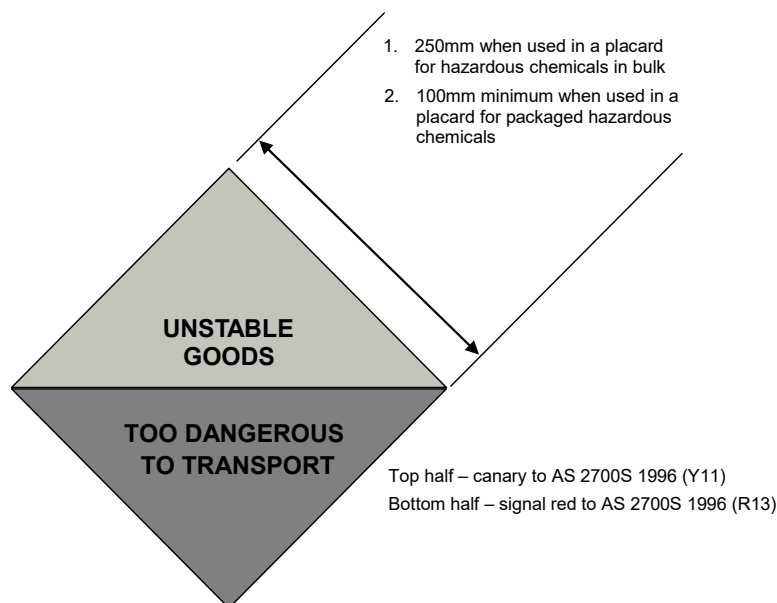 1. 250mm when used in a placard
for hazardous chemicals in bulk
2. 100mm minimum when used in a
placard for packaged hazardous
chemicals
UNSTABLE
GOODS
TOO DANGEROUS
TO TRANSPORT
Top half – canary to AS 2700S 1996 (Y11)
Bottom half – signal red to AS 2700S 1996 (R13)